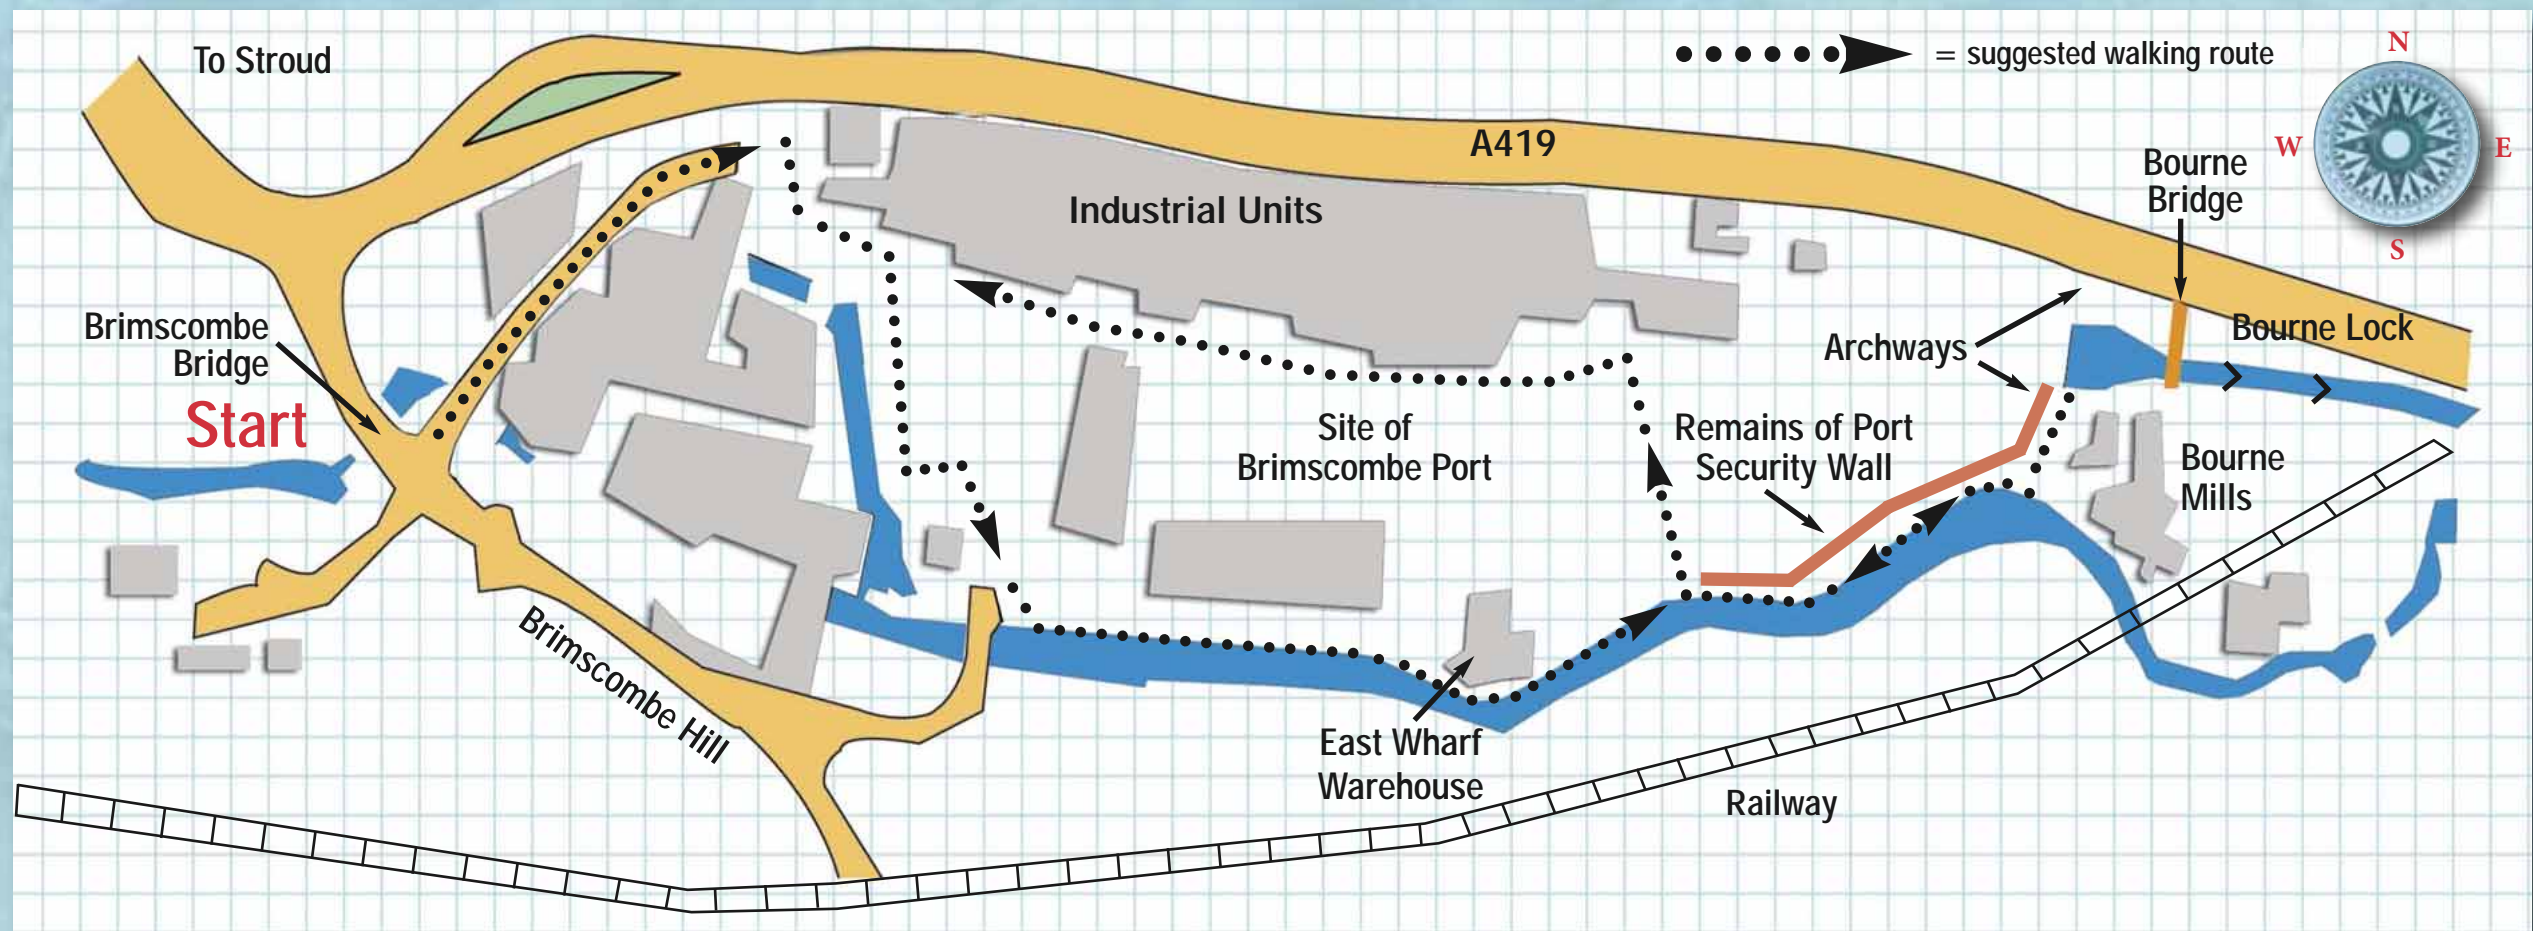 To Stroud
= suggested walking route
N
W
E
S
A419
Bourne
Bridge
Industrial Units
Bourne Lock
Brimscombe
Bridge
Archways
Start
Site of
Brimscombe Port
Remains of Port
Security Wall
Bourne
Mills
Brimscombe Hill
East Wharf
Warehouse
Railway